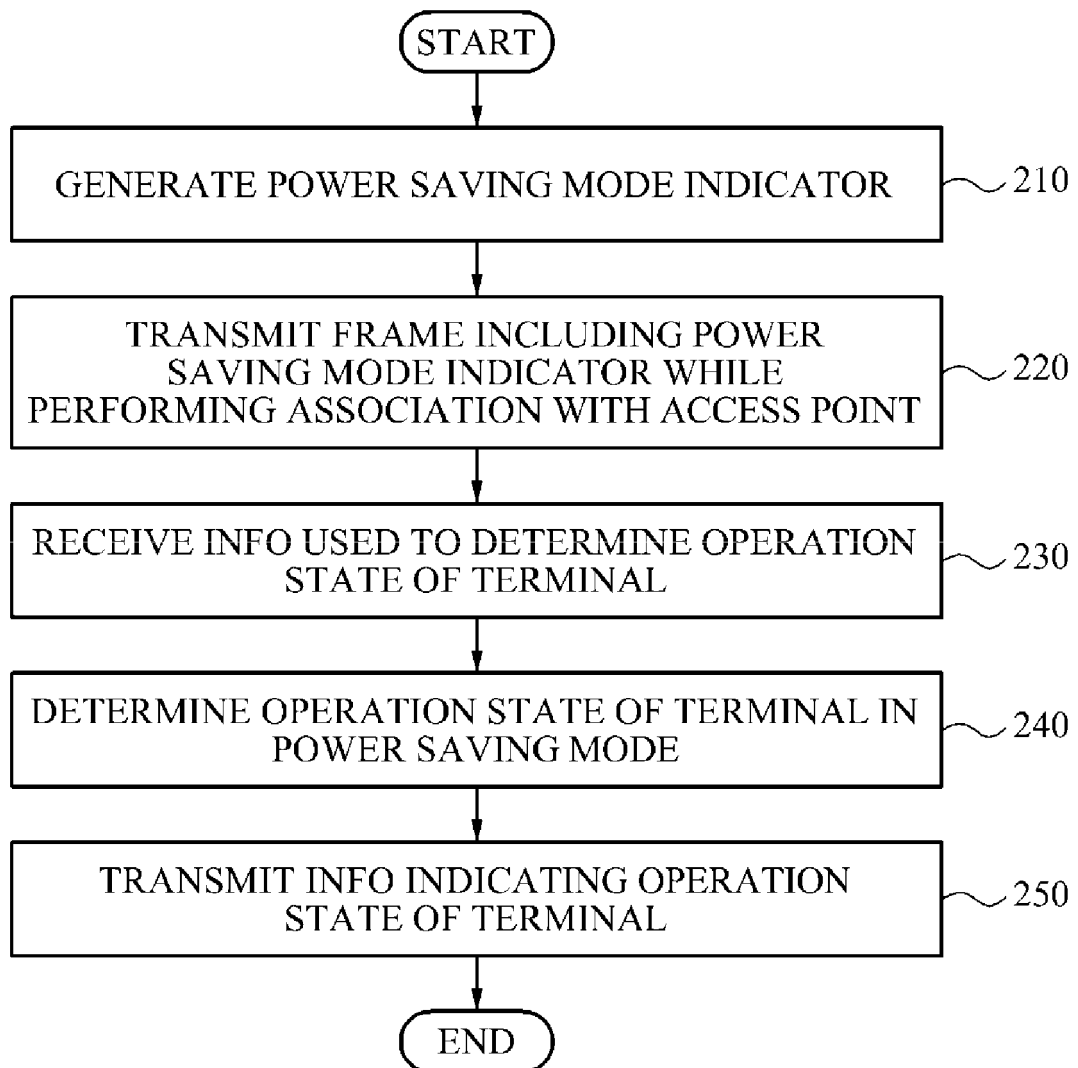 START
GENERATE POWER SAVING MODE INDICATOR
210
TRANSMIT FRAME INCLUDING POWER
SAVING MODE INDICATOR WHILE
PERFORMING ASSOCIATION WITH ACCESS POINT
220
RECEIVE INFO USED TO DETERMINE OPERATION
STATE OF TERMINAL
230
DETERMINE OPERATION STATE OF TERMINAL IN
POWER SAVING MODE
240
TRANSMIT INFO INDICATING OPERATION
STATE OF TERMINAL
250
END